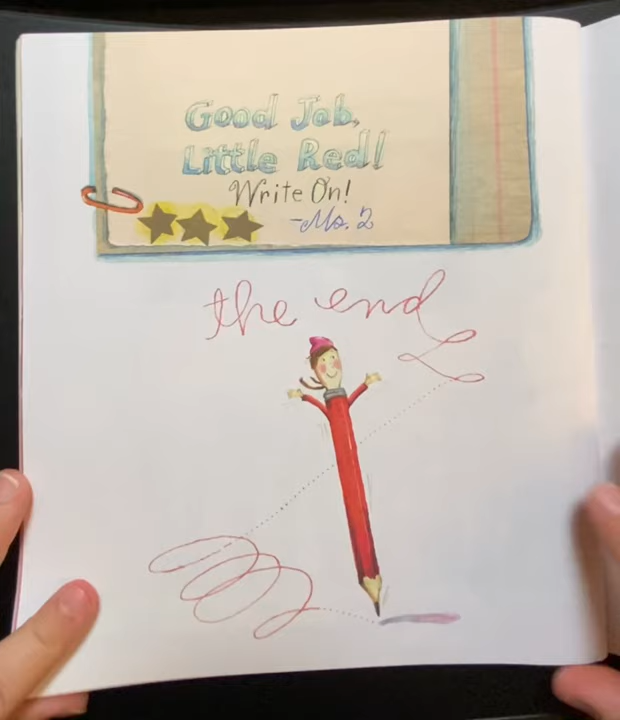 Good Job,
Little Red!
Write On!
-Ms. 2
the end